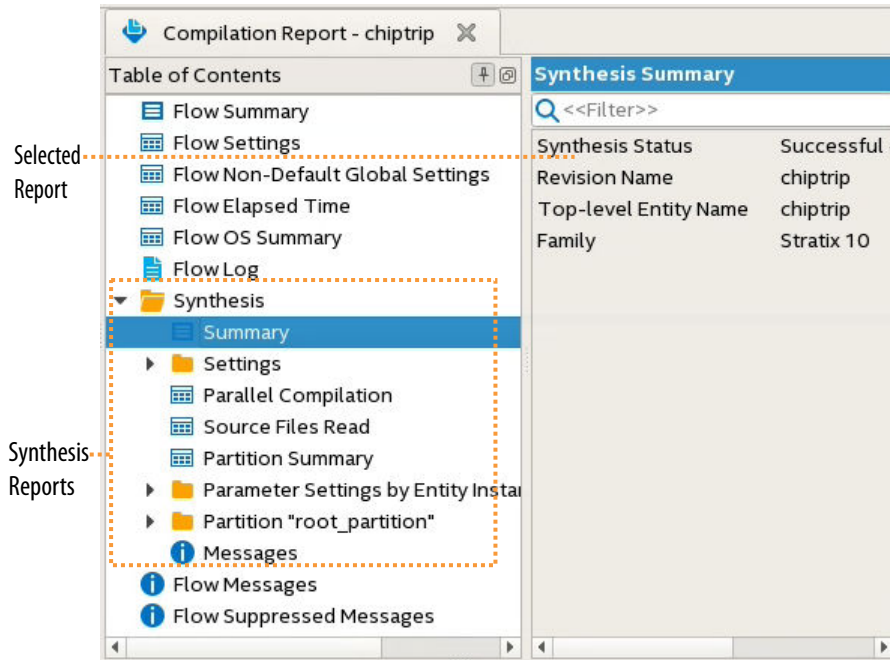 Compilation Report - chiptrip
Table of Contents
Flow Summary
Flow Settings
Flow Non-Default Global Settings
Flow Elapsed Time
Flow OS Summary
Flow Log
Synthesis
Summary
Settings
Parallel Compilation
Source Files Read
Partition Summary
Parameter Settings by Entity Instar
Partition "root_partition"
Messages
Flow Messages
Flow Suppressed Messages
Selected
Report
Synthesis
Reports
Synthesis Summary
<<Filter>>
Synthesis Status Successful
Revision Name chiptrip
Top-level Entity Name chiptrip
Family Stratix 10